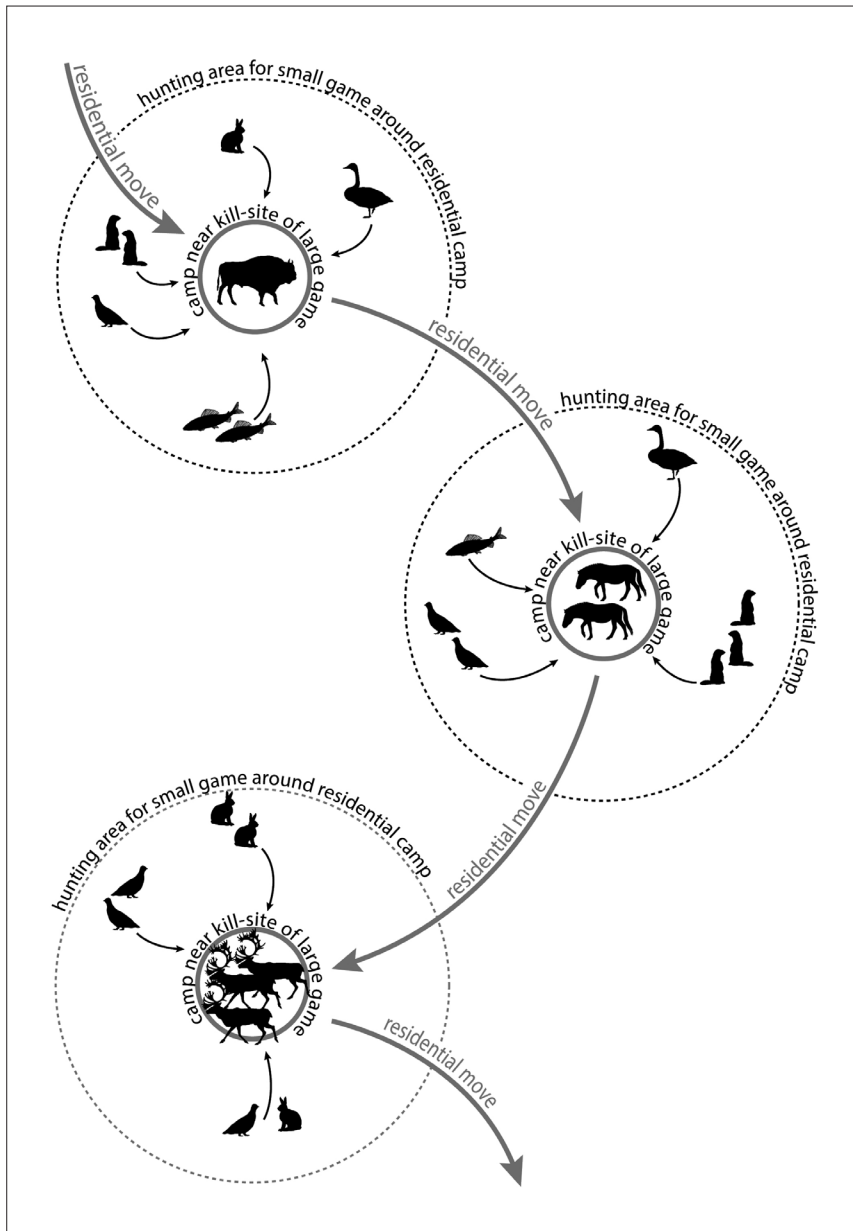 residential move
hunting area for small game around residential camp
camp near kill-site of large game
residential move
hunting area for small game around residential camp
camp near kill-site of large game
residential move
hunting area for small game around residential camp
camp near kill-site of large game
residential move